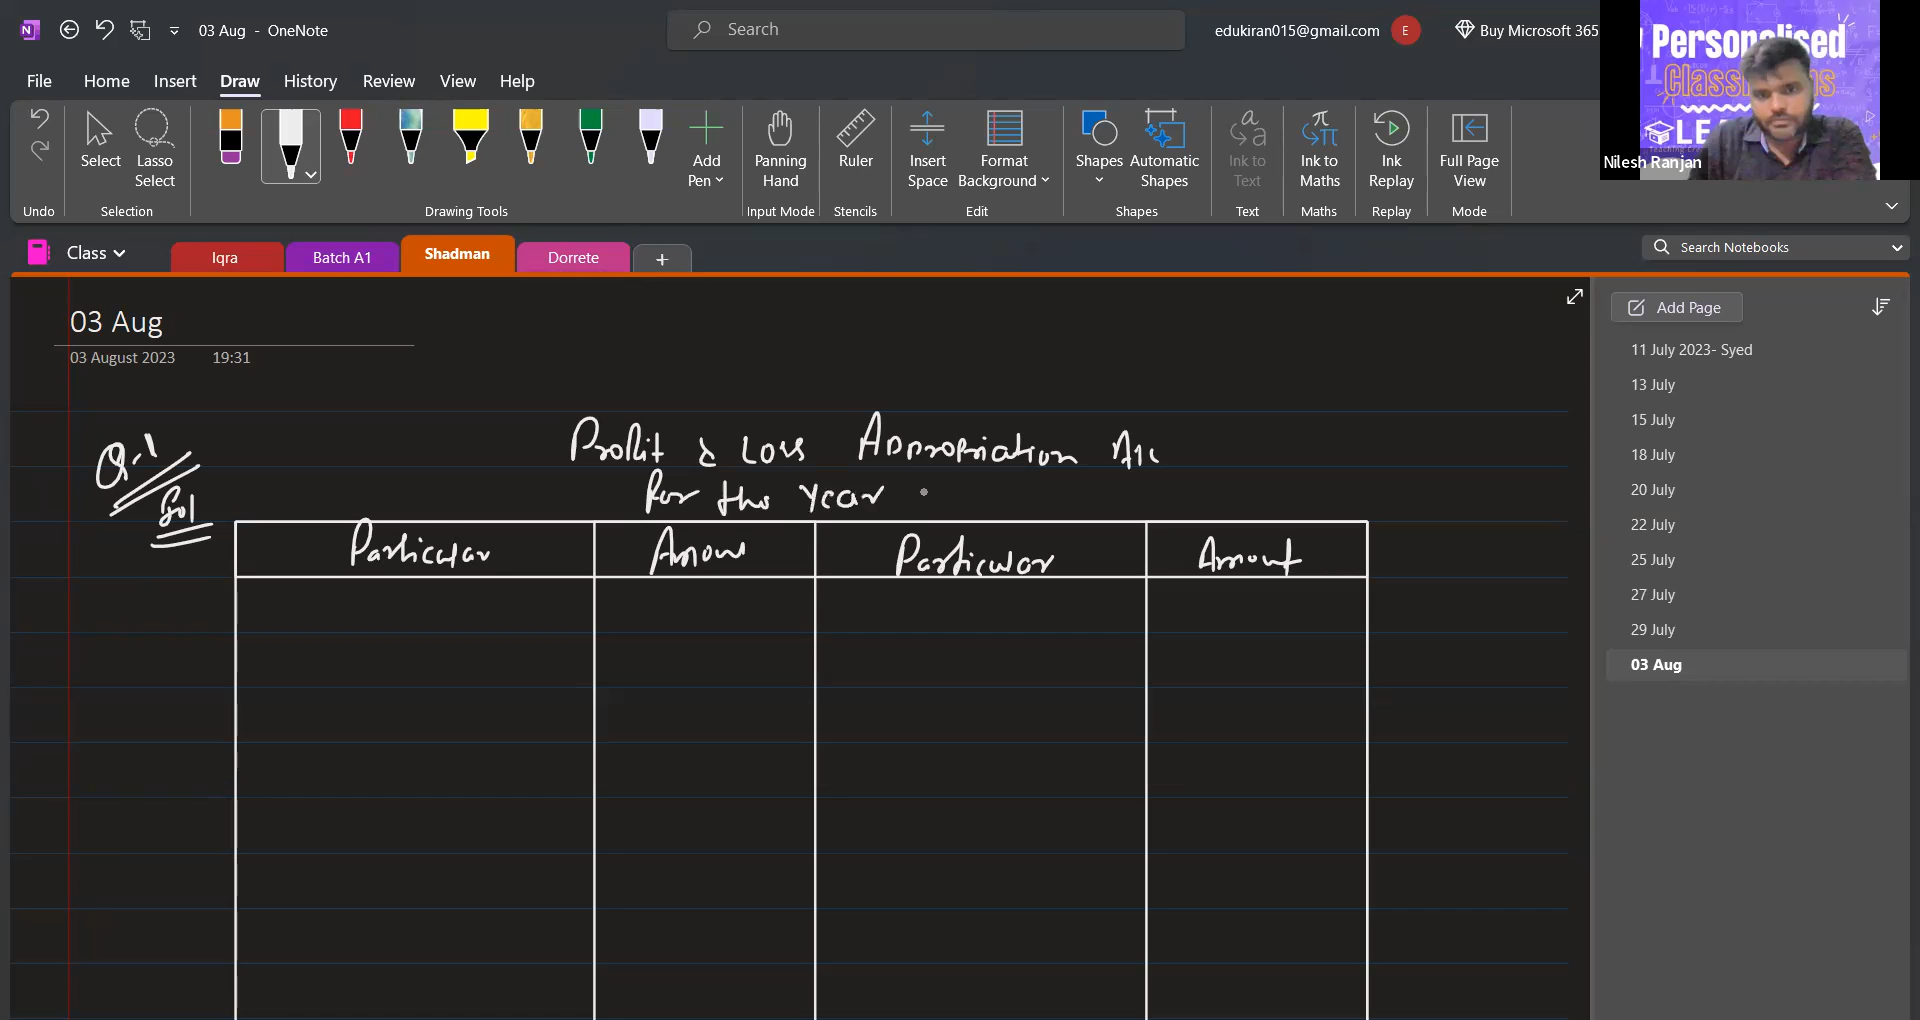 03 Aug - OneNote
Search
edukiran015@gmail.com
E
Buy Microsoft 365
Personalised
Nilesh Ranjan
File Home Insert Draw History Review View Help
Select
Lasso Select
Add Pen
Panning Hand
Ruler
Insert Space
Format Background
Shapes
Automatic Shapes
Ink to Text
Ink to Maths
Ink Replay
Full Page View
Undo Selection Drawing Tools Input Mode Stencils Edit Shapes Text Maths Replay Mode
Class
Iqra
Batch A1
Shadman
Dorrete
+
Search Notebooks
03 Aug
03 August 2023 19:31
Add Page
11 July 2023- Syed
13 July
15 July
18 July
20 July
22 July
25 July
27 July
29 July
03 Aug
Q.1
Sol
Profit & Loss Appropriation A/c
For the year
Particular Particular Amount